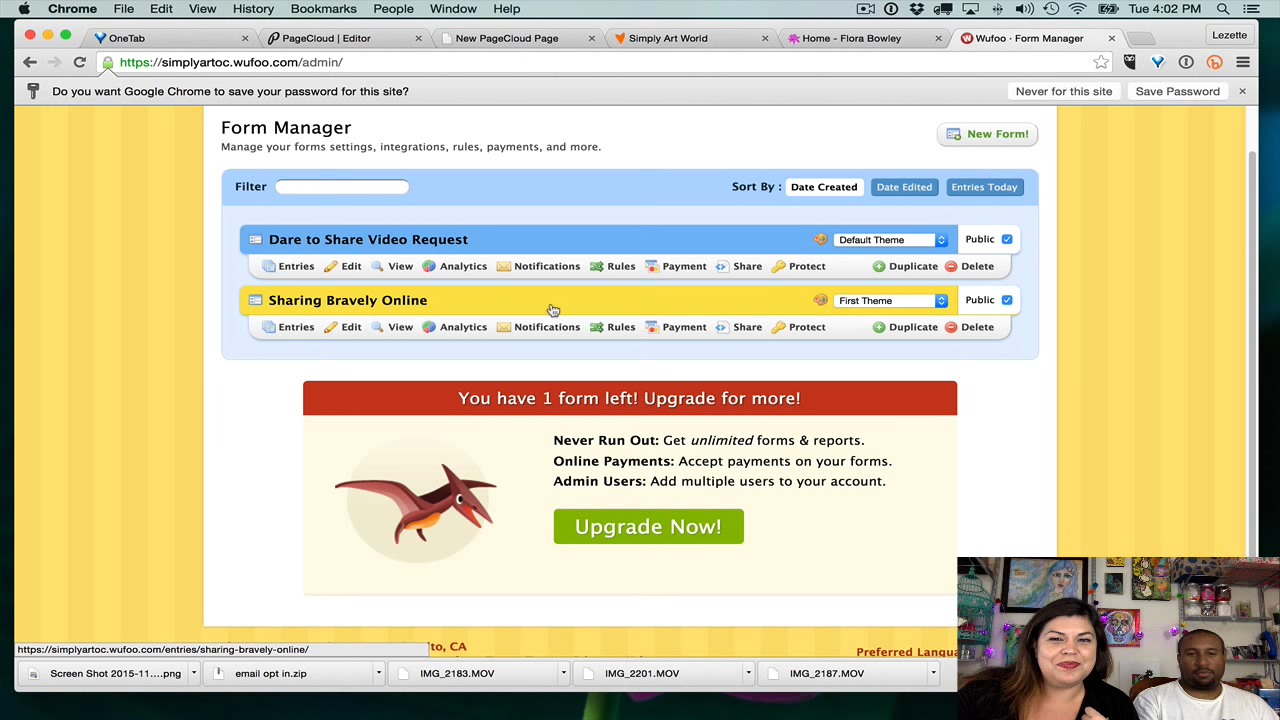 Chrome File Edit View History Bookmarks People Window Help Tue 4:02 PM
OneTab PageCloud | Editor New PageCloud Page Simply Art World Home - Flora Bowley Wufoo · Form Manager Lezette
https://simplyartoc.wufoo.com/admin/
Do you want Google Chrome to save your password for this site? Never for this site Save Password
Form Manager
New Form!
Manage your forms settings, integrations, rules, payments, and more.
Filter Sort By : Date Created Date Edited Entries Today
Dare to Share Video Request Default Theme Public
Entries Edit View Analytics Notifications Rules Payment Share Protect Duplicate Delete
Sharing Bravely Online First Theme Public
Entries Edit View Analytics Notifications Rules Payment Share Protect Duplicate Delete
You have 1 form left! Upgrade for more!
Never Run Out: Get unlimited forms & reports.
Online Payments: Accept payments on your forms.
Admin Users: Add multiple users to your account.
Upgrade Now!
https://simplyartoc.wufoo.com/entries/sharing-bravely-online/ lto, CA Preferred Langua
Screen Shot 2015-11....png email opt in.zip IMG_2183.MOV IMG_2201.MOV IMG_2187.MOV